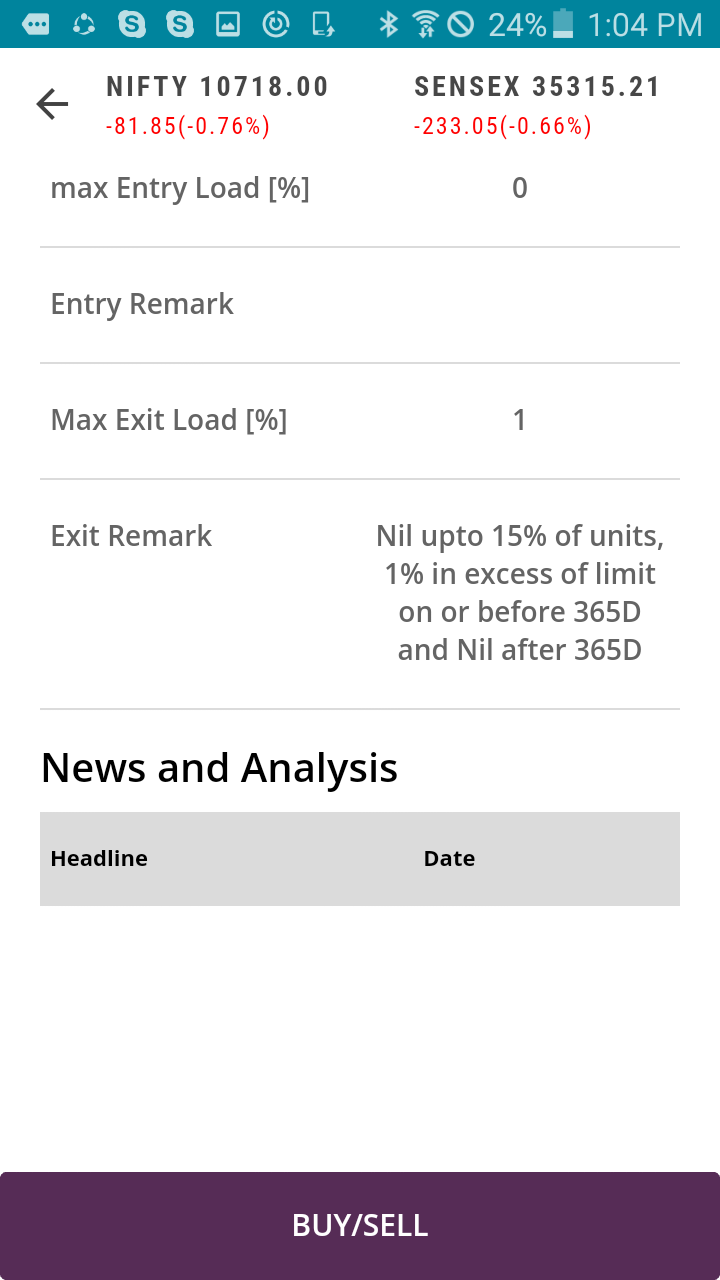 24% 1:04 PM
NIFTY 10718.00 SENSEX 35315.21
-81.85(-0.76%) -233.05(-0.66%)
max Entry Load [%] 0
Entry Remark
Max Exit Load [%] 1
Exit Remark Nil upto 15% of units,
1% in excess of limit
on or before 365D
and Nil after 365D
News and Analysis
Headline Date
BUY/SELL